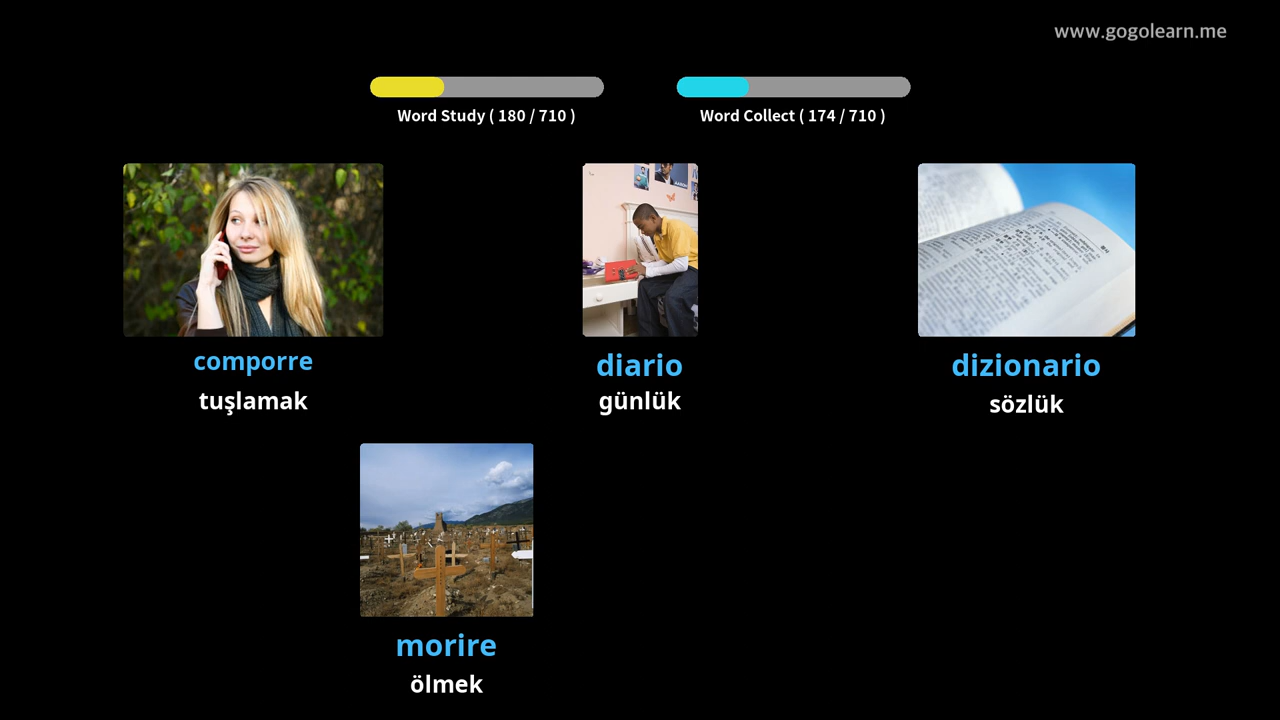 www.gogolearn.me
Word Study ( 180 / 710 )
Word Collect ( 174 / 710 )
comporre
tuşlamak
diario
günlük
dizionario
sözlük
morire
ölmek